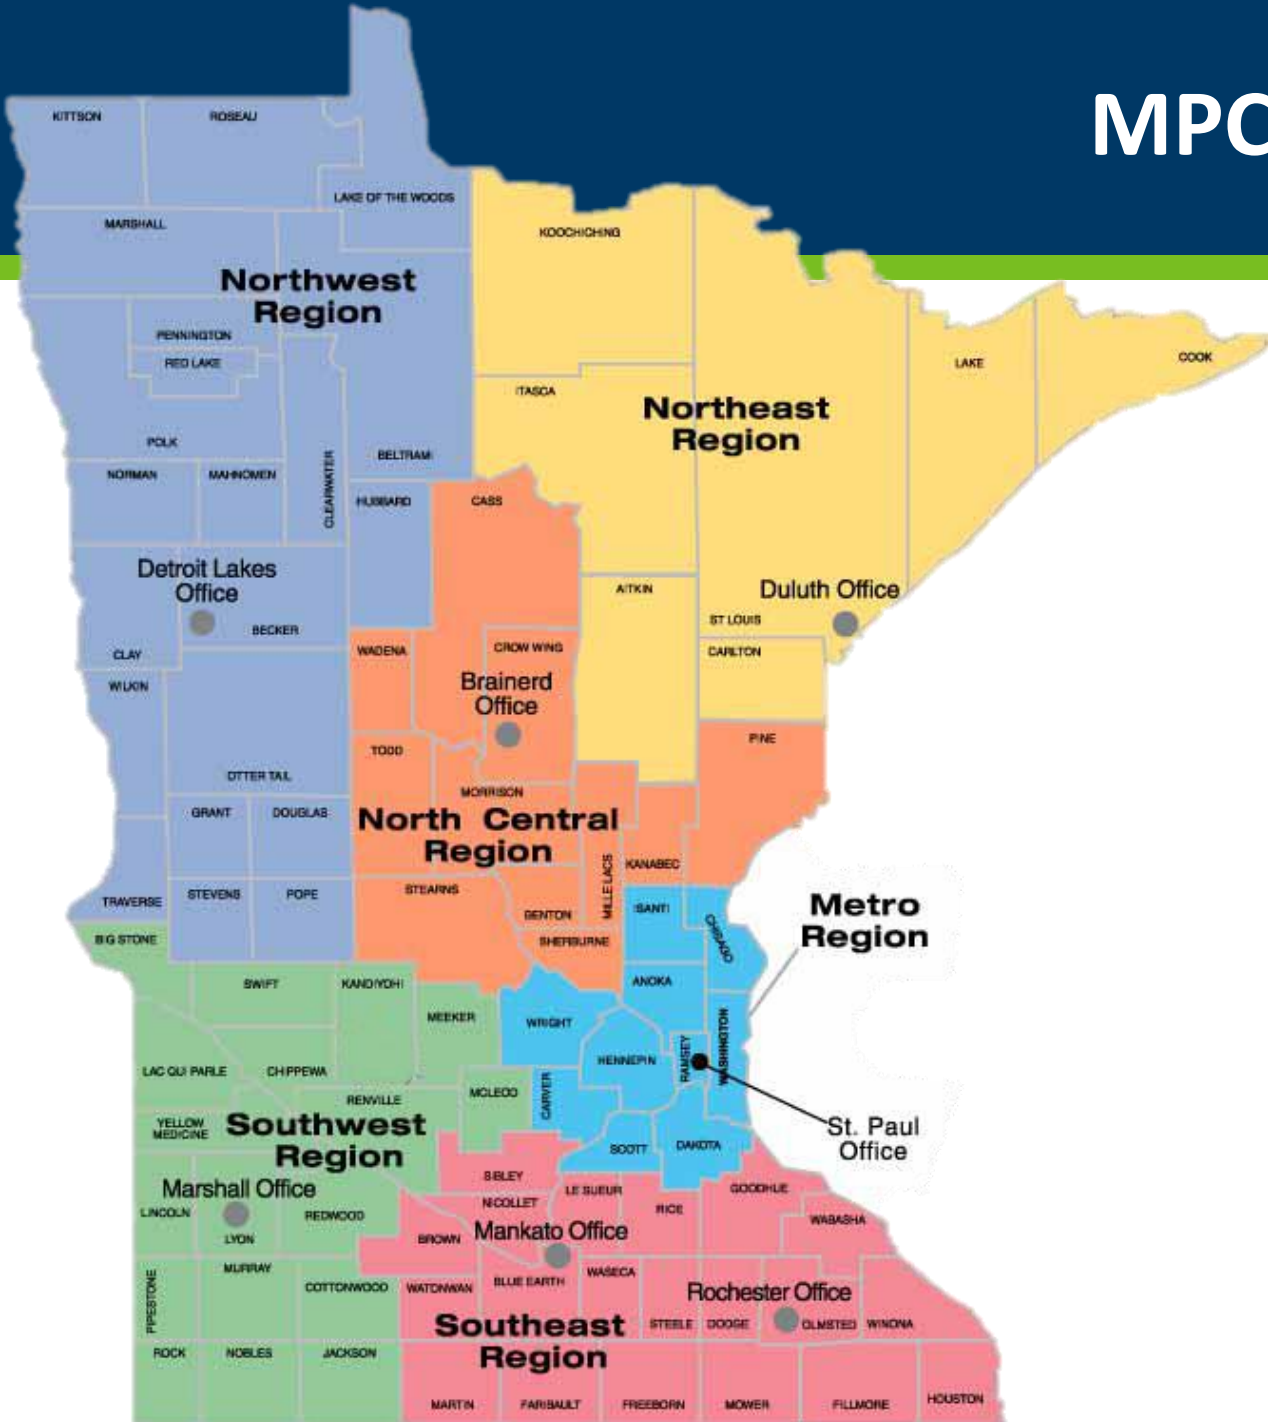 MPC
KITTSON
ROSEAU
LAKE OF THE WOODS
MARSHALL
KOOCHICHING
Northwest
Region
PENNINGTON
RED LAKE
LAKE
COOK
ITASCA
Northeast
Region
POLK
BELTRAMI
NORMAN
MAHNOMEN
CLEARWATER
HUBBARD
CASS
Detroit Lakes
Office
AITKIN
Duluth Office
ST LOUIS
BECKER
CLAY
WADENA
CROW WING
CARLTON
WILKIN
Brainerd
Office
PINE
TODD
OTTER TAIL
MORRISON
GRANT
DOUGLAS
North Central
Region
KANABEC
MILLE LACS
STEARNS
TRAVERSE
STEVENS
POPE
BENTON
ISANTI
CHISAGO
Metro
Region
BIG STONE
SHERBURNE
SWIFT
KANDIYOHI
ANOKA
MEEKER
WRIGHT
HENNEPIN
RAMSEY
WASHINGTON
LAC QUI PARLE
CHIPPEWA
RENVILLE
MCLEOD
CARVER
YELLOW
MEDICINE
Southwest
Region
St. Paul
Office
SCOTT
DAKOTA
SIBLEY
Marshall Office
LE SUEUR
GOODHUE
NICOLLET
RICE
LINCOLN
REDWOOD
WABASHA
LYON
BROWN
Mankato Office
MURRAY
WASECA
BLUE EARTH
PIPESTONE
COTTONWOOD
WATONWAN
Rochester Office
Southeast
Region
STEELE
DODGE
OLMSTED
WINONA
ROCK
NOBLES
JACKSON
MARTIN
FARIBAULT
FREEBORN
MOWER
FILLMORE
HOUSTON